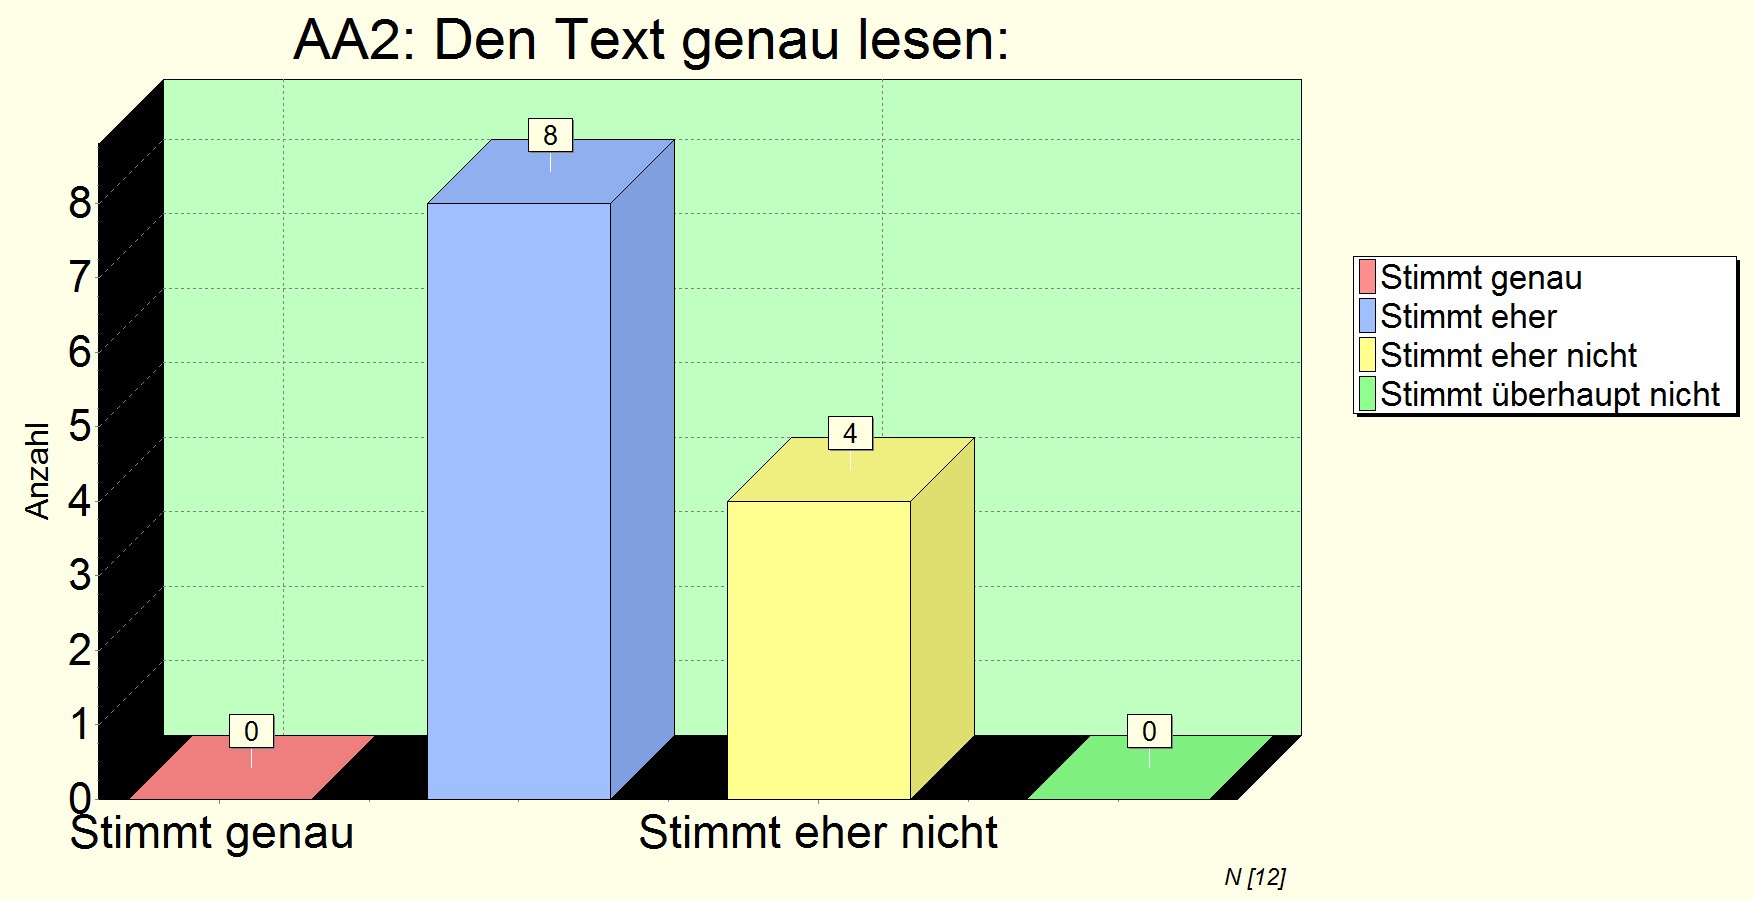 AA2: Den Text genau lesen:
8
8
7
6
5
4
4
3
2
1
0
0
0
Anzahl
Stimmt genau
Stimmt eher nicht
Stimmt genau
Stimmt eher
Stimmt eher nicht
Stimmt überhaupt nicht
N [12]